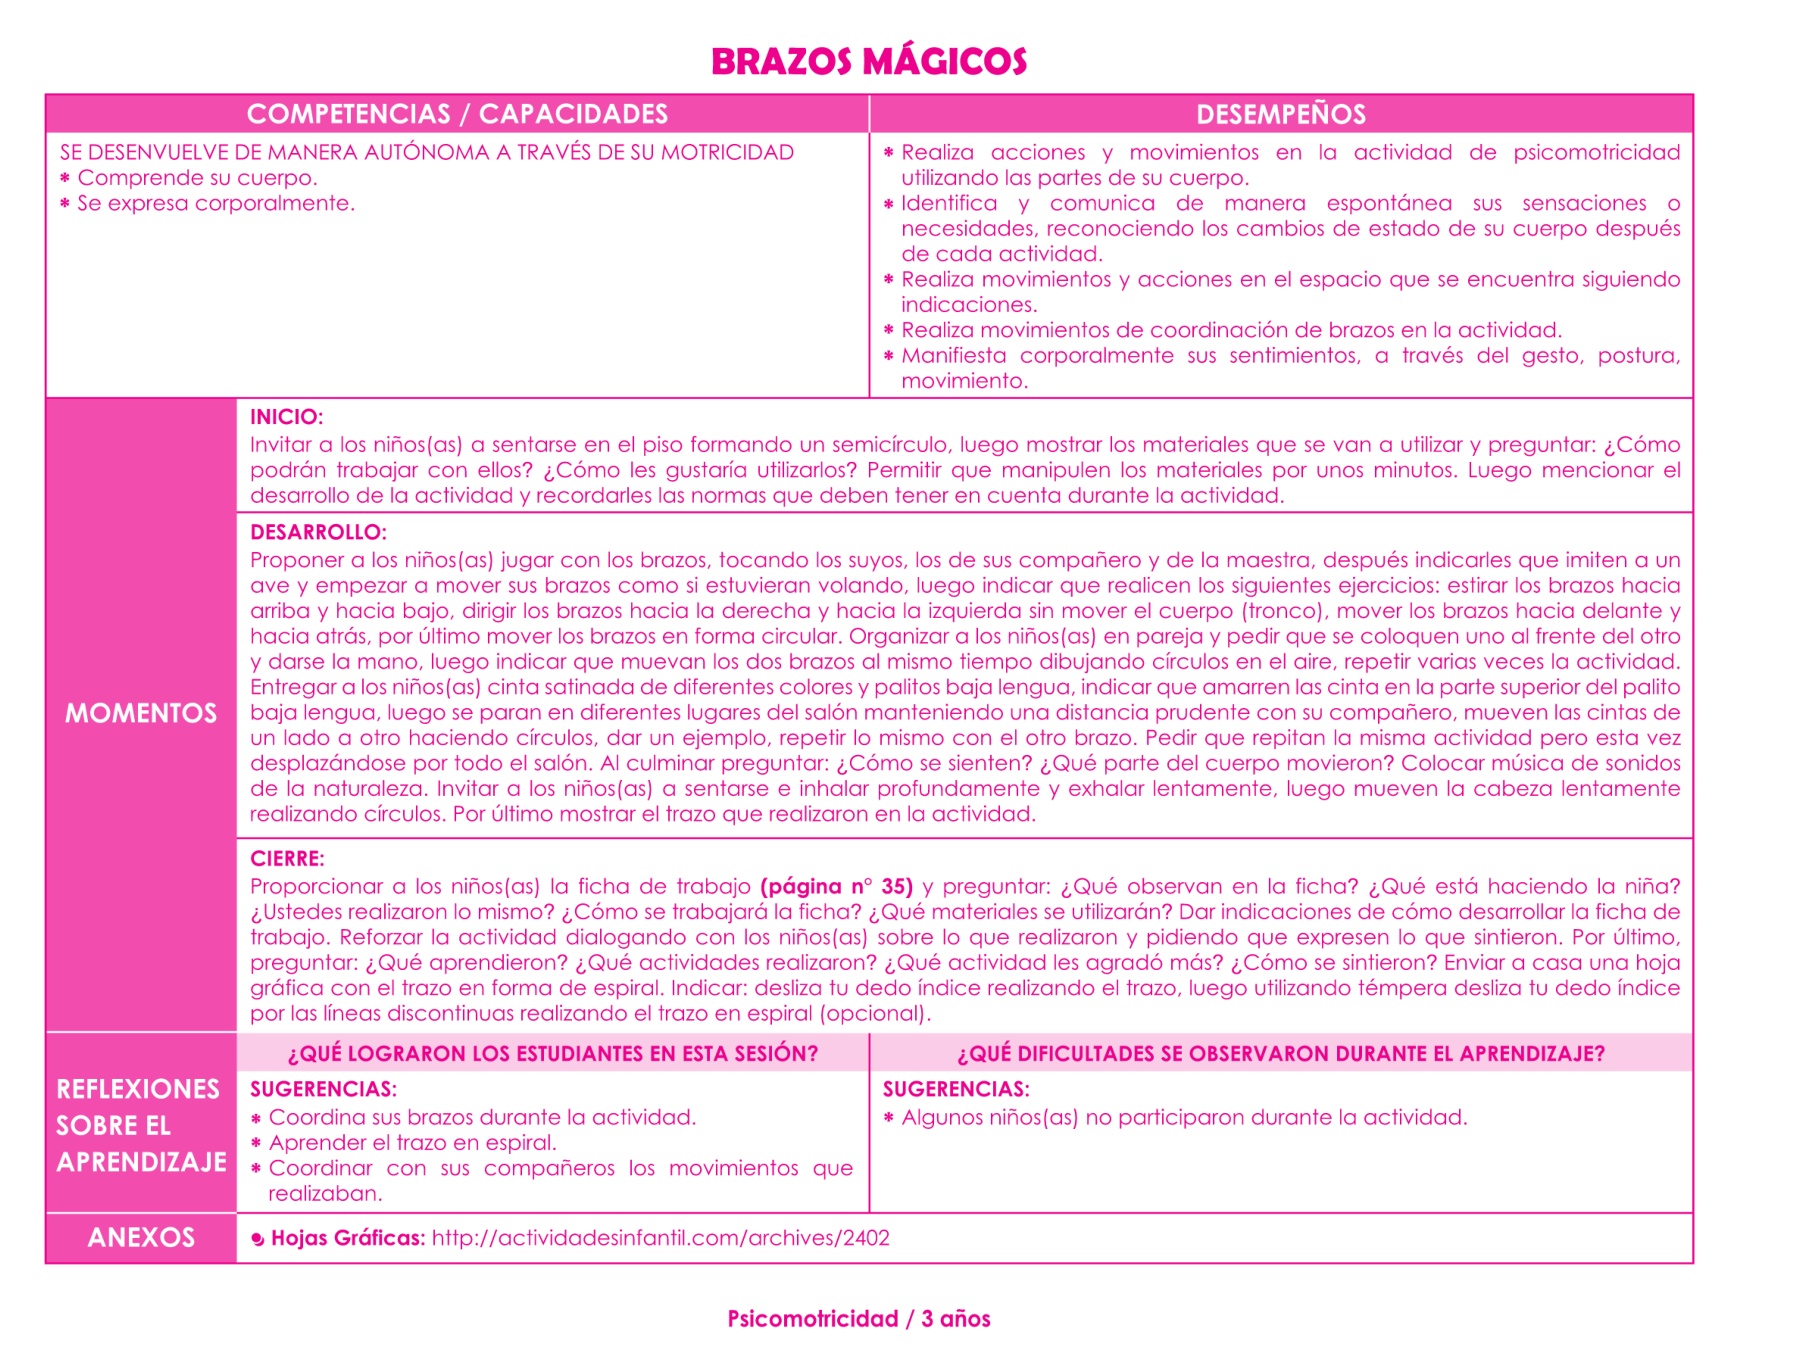 BRAZOS MÁGICOS
COMPETENCIAS / CAPACIDADES
DESEMPEÑOS
SE DESENVUELVE DE MANERA AUTÓNOMA A TRAVÉS DE SU MOTRICIDAD
* Comprende su cuerpo.
* Se expresa corporalmente.
* Realiza acciones y movimientos en la actividad de psicomotricidad
utilizando las partes de su cuerpo.
* Identifica y comunica de manera espontánea sus sensaciones o
necesidades, reconociendo los cambios de estado de su cuerpo después
de cada actividad.
* Realiza movimientos y acciones en el espacio que se encuentra siguiendo
indicaciones.
* Realiza movimientos de coordinación de brazos en la actividad.
* Manifiesta corporalmente sus sentimientos, a través del gesto, postura,
movimiento.
MOMENTOS
INICIO:
Invitar a los niños(as) a sentarse en el piso formando un semicírculo, luego mostrar los materiales que se van a utilizar y preguntar: ¿Cómo
podrán trabajar con ellos? ¿Cómo les gustaría utilizarlos? Permitir que manipulen los materiales por unos minutos. Luego mencionar el
desarrollo de la actividad y recordarles las normas que deben tener en cuenta durante la actividad.
DESARROLLO:
Proponer a los niños(as) jugar con los brazos, tocando los suyos, los de sus compañero y de la maestra, después indicarles que imiten a un
ave y empezar a mover sus brazos como si estuvieran volando, luego indicar que realicen los siguientes ejercicios: estirar los brazos hacia
arriba y hacia bajo, dirigir los brazos hacia la derecha y hacia la izquierda sin mover el cuerpo (tronco), mover los brazos hacia delante y
hacia atrás, por último mover los brazos en forma circular. Organizar a los niños(as) en pareja y pedir que se coloquen uno al frente del otro
y darse la mano, luego indicar que muevan los dos brazos al mismo tiempo dibujando círculos en el aire, repetir varias veces la actividad.
Entregar a los niños(as) cinta satinada de diferentes colores y palitos baja lengua, indicar que amarren las cinta en la parte superior del palito
baja lengua, luego se paran en diferentes lugares del salón manteniendo una distancia prudente con su compañero, mueven las cintas de
un lado a otro haciendo círculos, dar un ejemplo, repetir lo mismo con el otro brazo. Pedir que repitan la misma actividad pero esta vez
desplazándose por todo el salón. Al culminar preguntar: ¿Cómo se sienten? ¿Qué parte del cuerpo movieron? Colocar música de sonidos
de la naturaleza. Invitar a los niños(as) a sentarse e inhalar profundamente y exhalar lentamente, luego mueven la cabeza lentamente
realizando círculos. Por último mostrar el trazo que realizaron en la actividad.
CIERRE:
Proporcionar a los niños(as) la ficha de trabajo (página n° 35) y preguntar: ¿Qué observan en la ficha? ¿Qué está haciendo la niña?
¿Ustedes realizaron lo mismo? ¿Cómo se trabajará la ficha? ¿Qué materiales se utilizarán? Dar indicaciones de cómo desarrollar la ficha de
trabajo. Reforzar la actividad dialogando con los niños(as) sobre lo que realizaron y pidiendo que expresen lo que sintieron. Por último,
preguntar: ¿Qué aprendieron? ¿Qué actividades realizaron? ¿Qué actividad les agradó más? ¿Cómo se sintieron? Enviar a casa una hoja
gráfica con el trazo en forma de espiral. Indicar: desliza tu dedo índice realizando el trazo, luego utilizando témpera desliza tu dedo índice
por las líneas discontinuas realizando el trazo en espiral (opcional).
REFLEXIONES
SOBRE EL
APRENDIZAJE
¿QUÉ LOGRARON LOS ESTUDIANTES EN ESTA SESIÓN?
SUGERENCIAS:
* Coordina sus brazos durante la actividad.
* Aprender el trazo en espiral.
* Coordinar con sus compañeros los movimientos que
realizaban.
¿QUÉ DIFICULTADES SE OBSERVARON DURANTE EL APRENDIZAJE?
SUGERENCIAS:
* Algunos niños(as) no participaron durante la actividad.
ANEXOS
Hojas Gráficas: http://actividadesinfantil.com/archives/2402
Psicomotricidad / 3 años